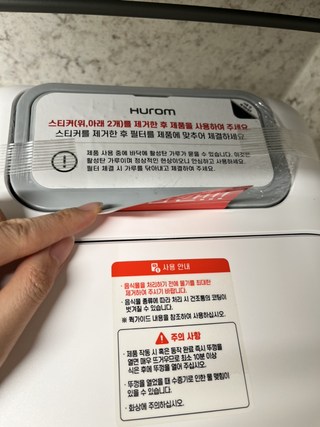 HUROM
스티커(위,아래 2개)를 제거한 후 제품을 사용하여 주세요.
스티커를 제거한 후 필터를 제품에 맞추어 체결하세요.
제품 사용 중에 바닥에 활성탄 가루가 묻을 수 있습니다. 이것은
활성탄 가루이며 정상적인 현상이오니 안심하고 사용하세요.
필터 체결 시 가루를 닦아내고 체결하여 주세요.
사용 안내
· 음식물을 처리하기 전에 물기를 최대한
제거하여 주시기 바랍니다.
· 음식물 종류에 따라 처리 시 건조통의 코팅이
벗겨질 수 있습니다.
※ 퀵가이드 내용을 참조하여 사용하십시오.
주의 사항
· 제품 작동 시 혹은 동작 완료 즉시 뚜껑을
열면 매우 뜨거우므로 최소 10분 이상
식은 후에 뚜껑을 열어 주십시오.
· 뚜껑을 열었을 때 수증기로 인한 물 맺힘이
있을 수 있습니다.
· 화상에 주의하십시오.